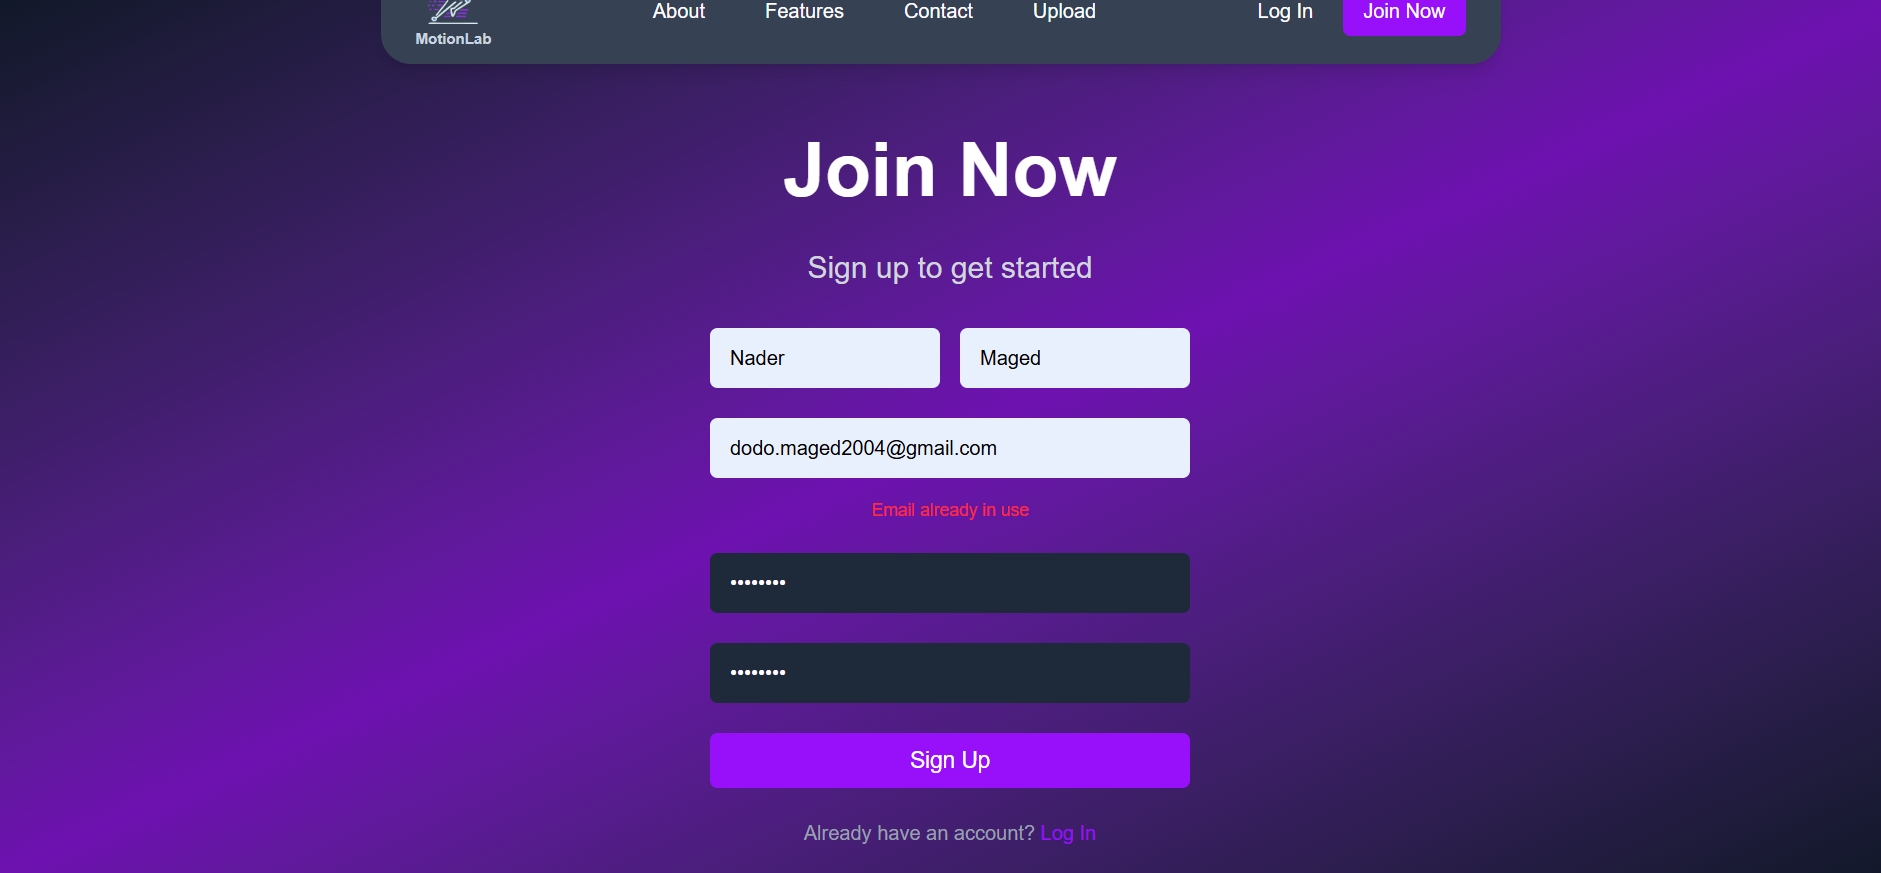 MotionLab
About Features Contact Upload Log In Join Now
Join Now
Sign up to get started
Nader Maged
dodo.maged2004@gmail.com
Email already in use
••••••••
••••••••
Sign Up
Already have an account? Log In